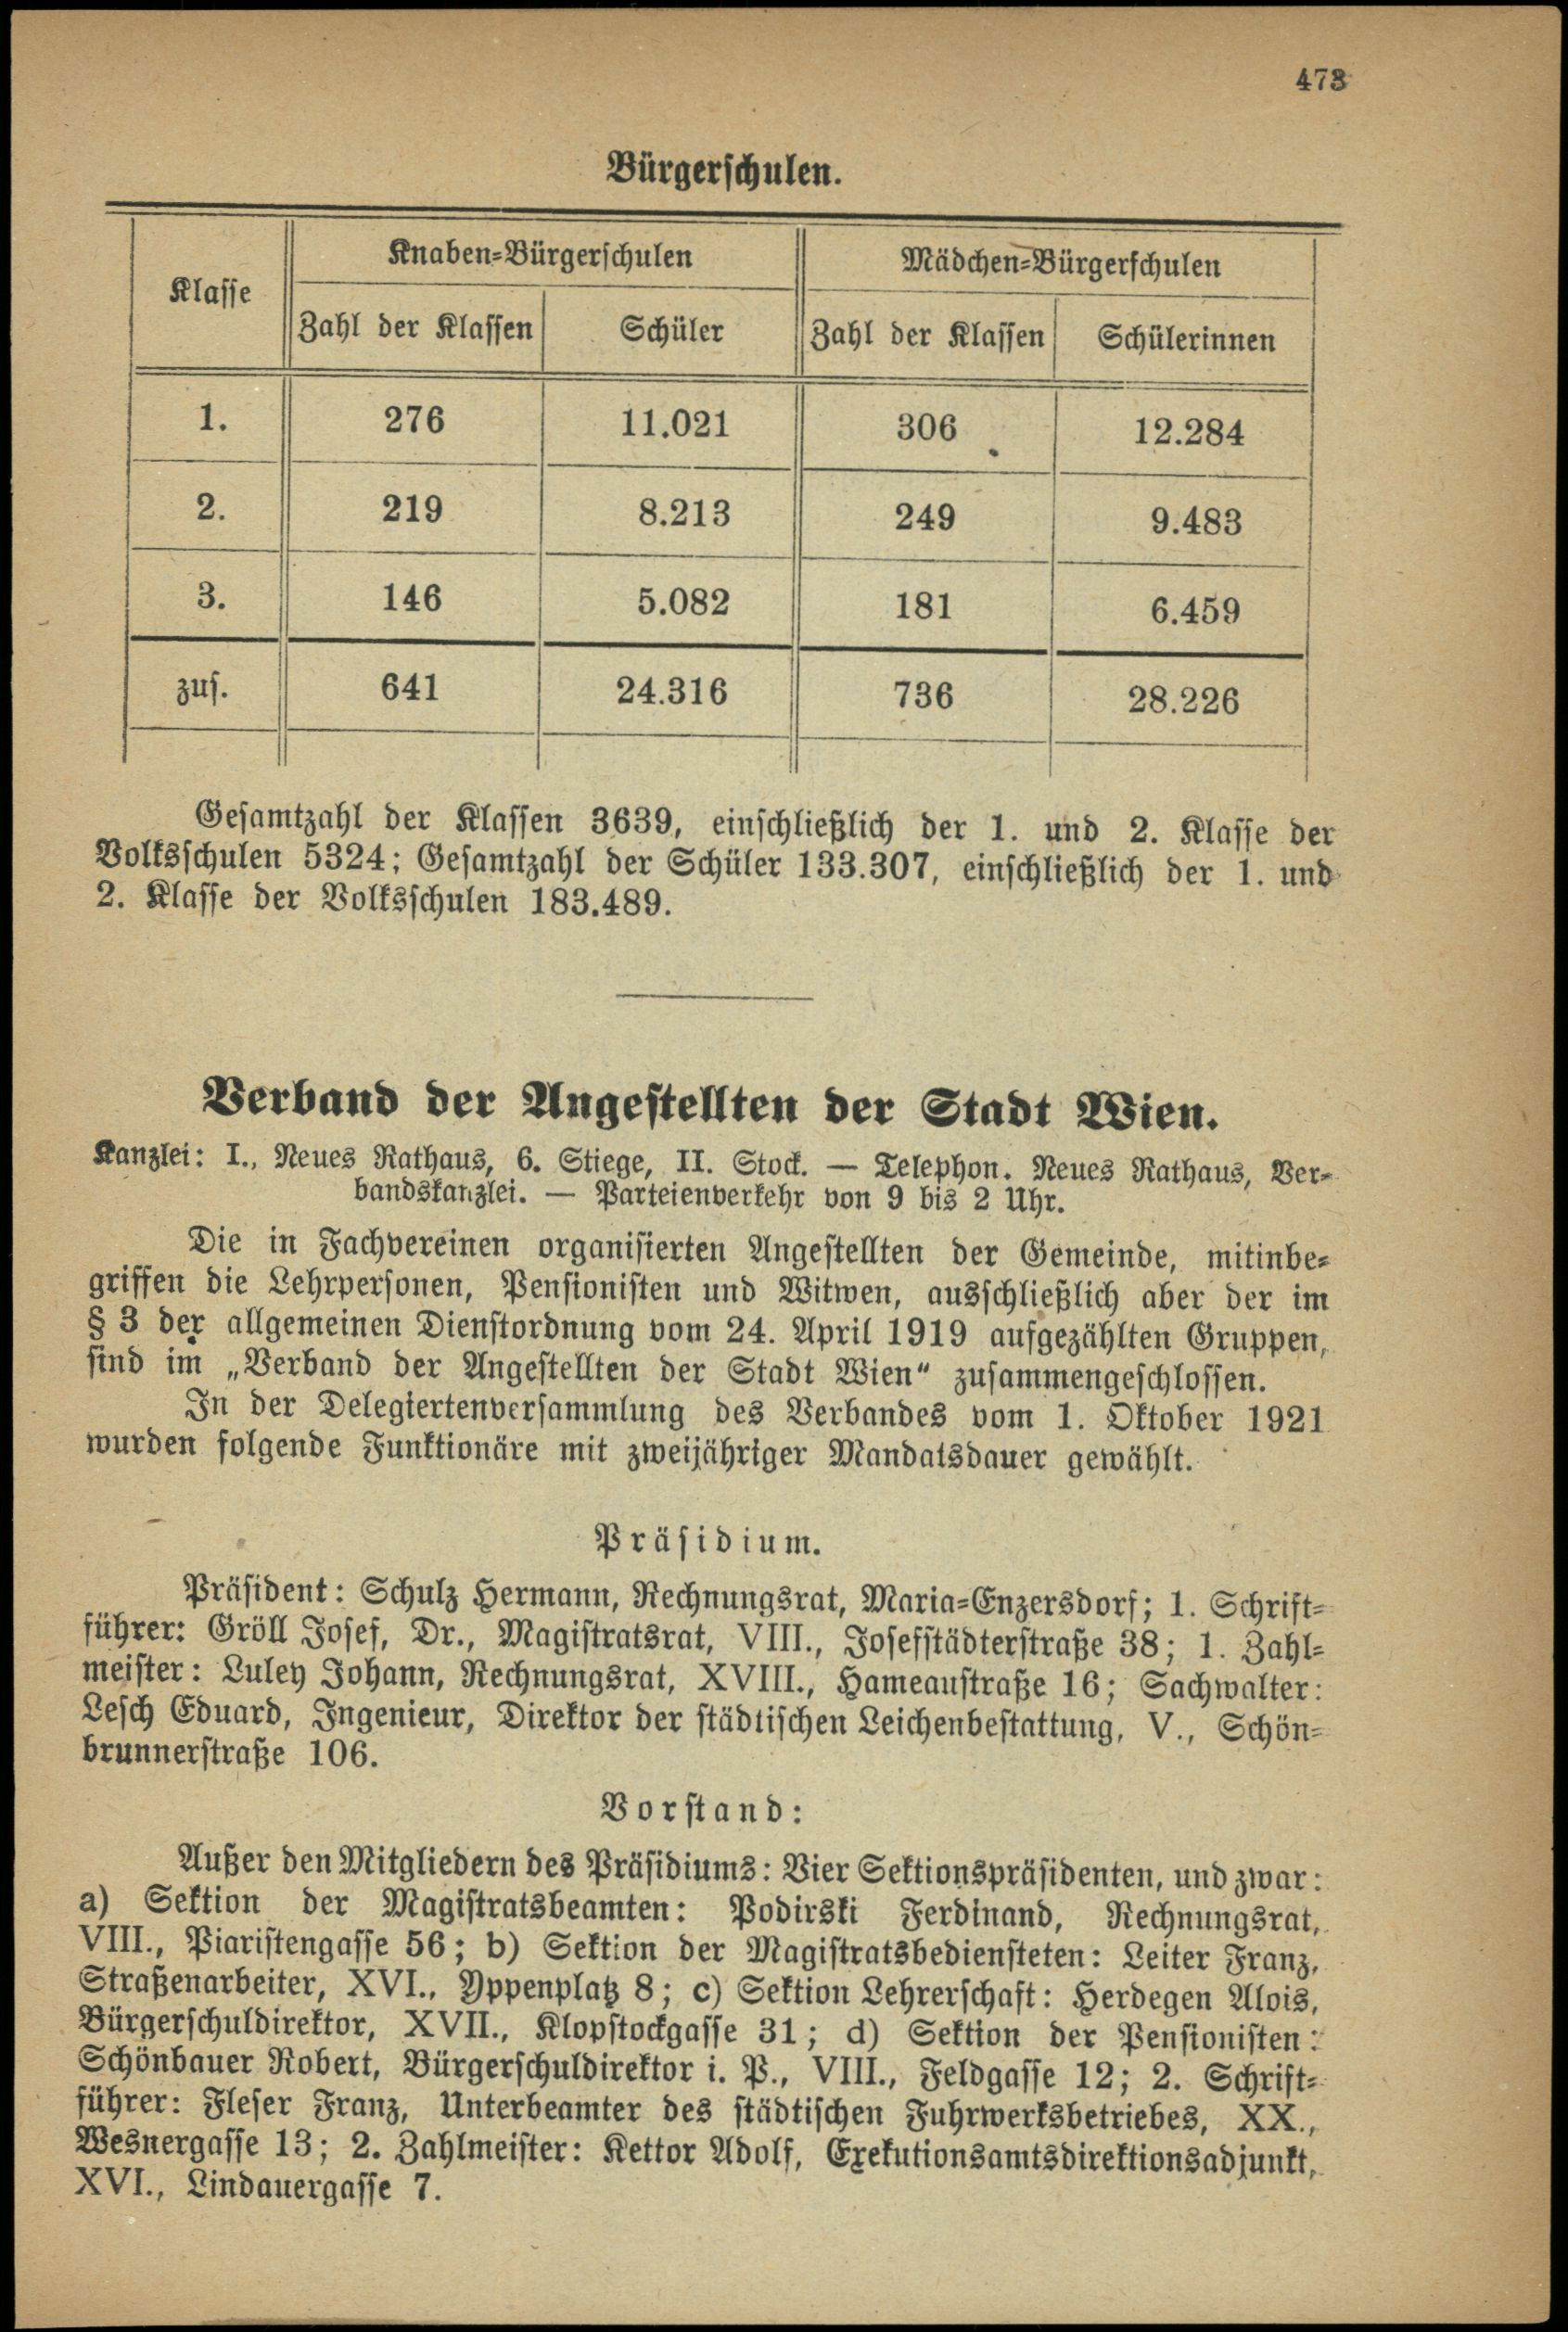 473
Bürgerschulen.
Klasse Knaben-Bürgerschulen Mädchen-Bürgerschulen
Zahl der Klassen Schüler Zahl der Klassen Schülerinnen
1. 276 11.021 306 12.284
2. 219 8.213 249 9.483
3. 146 5.082 181 6.459
zus. 641 24.316 736 28.226
Gesamtzahl der Klassen 3639, einschließlich der 1. und 2. Klasse der
Volksschulen 5324; Gesamtzahl der Schüler 133.307, einschließlich der 1. und
2. Klasse der Volksschulen 183.489.
Verband der Angestellten der Stadt Wien.
Kanzlei: I., Neues Rathaus, 6. Stiege, II. Stock. — Telephon. Neues Rathaus, Ver-
bandskanzlei. — Parteienverkehr von 9 bis 2 Uhr.
Die in Fachvereinen organisierten Angestellten der Gemeinde, mitinbe-
griffen die Lehrpersonen, Pensionisten und Witwen, ausschließlich aber der im
§ 3 der allgemeinen Dienstordnung vom 24. April 1919 aufgezählten Gruppen,
sind im „Verband der Angestellten der Stadt Wien“ zusammengeschlossen.
In der Delegiertenversammlung des Verbandes vom 1. Oktober 1921
wurden folgende Funktionäre mit zweijähriger Mandatsdauer gewählt.
Präsidium.
Präsident: Schulz Hermann, Rechnungsrat, Maria-Enzersdorf; 1. Schrift-
führer: Gröll Josef, Dr., Magistratsrat, VIII., Josefstädterstraße 38; 1. Zahl-
meister: Luley Johann, Rechnungsrat, XVIII., Hameaustraße 16; Sachwalter:
Lesch Eduard, Ingenieur, Direktor der städtischen Leichenbestattung, V., Schön-
brunnerstraße 106.
Vorstand:
Außer den Mitgliedern des Präsidiums: Vier Sektionspräsidenten, und zwar:
a) Sektion der Magistratsbeamten: Podirski Ferdinand, Rechnungsrat,
VIII., Piaristengasse 56; b) Sektion der Magistratsbediensteten: Leiter Franz,
Straßenarbeiter, XVI., Yppenplatz 8; c) Sektion Lehrerschaft: Herdegen Alois,
Bürgerschuldirektor, XVII., Klopstockgasse 31; d) Sektion der Pensionisten:
Schönbauer Robert, Bürgerschuldirektor i. P., VIII., Feldgasse 12; 2. Schrift-
führer: Fleser Franz, Unterbeamter des städtischen Fuhrwerksbetriebes, XX.,
Wesnergasse 13; 2. Zahlmeister: Kettor Adolf, Exekutionsamtsdirektionsadjunkt,
XVI., Lindauergasse 7.